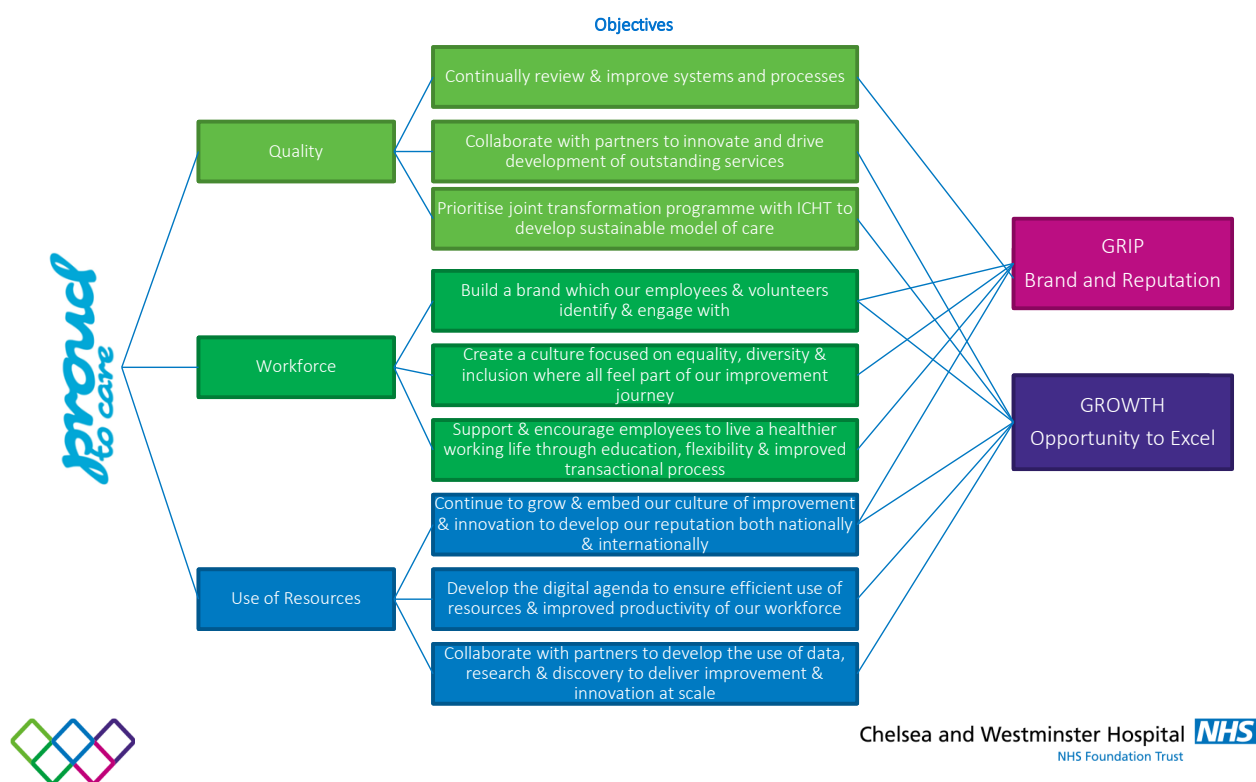 Objectives
proud
to care
Quality
Workforce
Use of Resources
Continually review & improve systems and processes
Collaborate with partners to innovate and drive
development of outstanding services
Prioritise joint transformation programme with ICHT to
develop sustainable model of care
Build a brand which our employees & volunteers
identify & engage with
Create a culture focused on equality, diversity &
inclusion where all feel part of our improvement
journey
Support & encourage employees to live a healthier
working life through education, flexibility & improved
transactional process
Continue to grow & embed our culture of improvement
& innovation to develop our reputation both nationally
& internationally
Develop the digital agenda to ensure efficient use of
resources & improved productivity of our workforce
Collaborate with partners to develop the use of data,
research & discovery to deliver improvement &
innovation at scale
GRIP
Brand and Reputation
GROWTH
Opportunity to Excel
Chelsea and Westminster Hospital NHS
NHS Foundation Trust